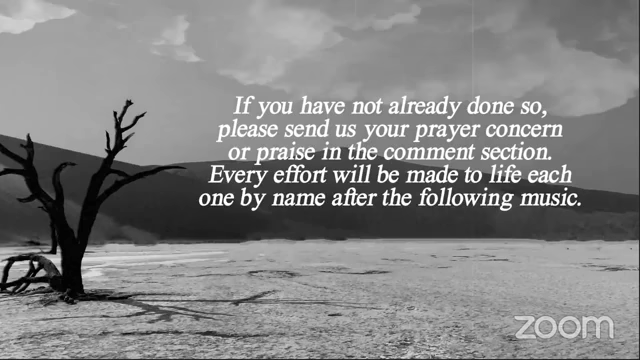 If you have not already done so,
please send us your prayer concern
or praise in the comment section.
Every effort will be made to life each
one by name after the following music.
zoom